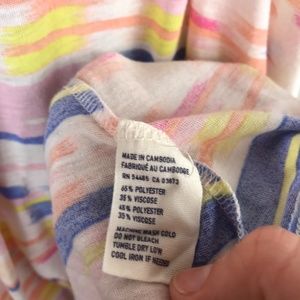 MADE IN CAMBODIA
FABRIQUÉ AU CAMBODGE
RN 54485 CA 03873
65% POLYESTER
35% VISCOSE
65% POLYESTER
35% VISCOSE
MACHINE WASH COLD
DO NOT BLEACH
TUMBLE DRY LOW
COOL IRON IF NEEDED